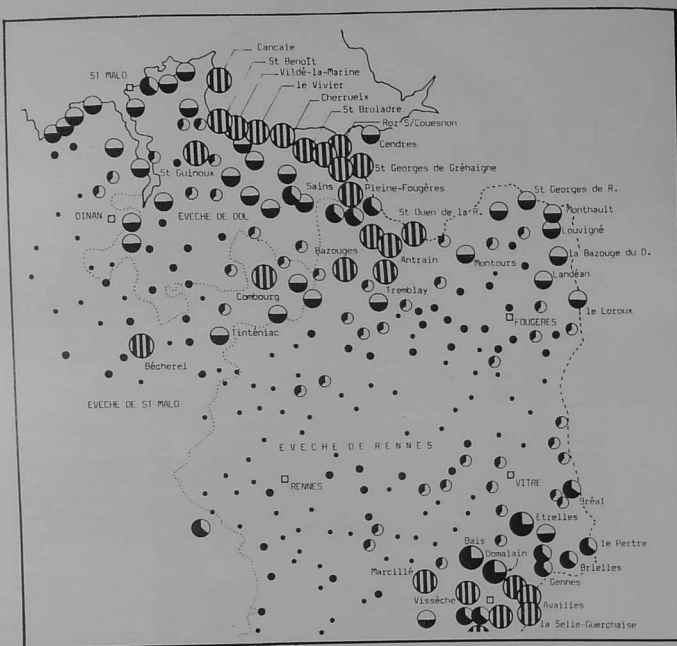 Cancale
St Benoît
ST MALO
Vildé-la-Marine
le Vivier
Cherrueix
St Broladre
Roz S/Couesnon
Cendres
St Georges de Gréhaigne
St Guinoux
Sains
Pleine-Fougères
St Georges de R.
DINAN
EVECHE DE DOL
St Ouen de la R.
Monthault
Louvigné
Bazouges
Antrain
Montours
la Bazouge du D.
Landéan
Combourg
Tremblay
le Loroux
FOUGERES
Tinténiac
Bécherel
EVECHE DE ST MALO
EVECHE DE RENNES
RENNES
VITRE
Bréal
Etrelles
Bais
le Pertre
Domalain
Marcillé
Brielles
Gennes
Visseche
Availles
la Selle-Guerchaise